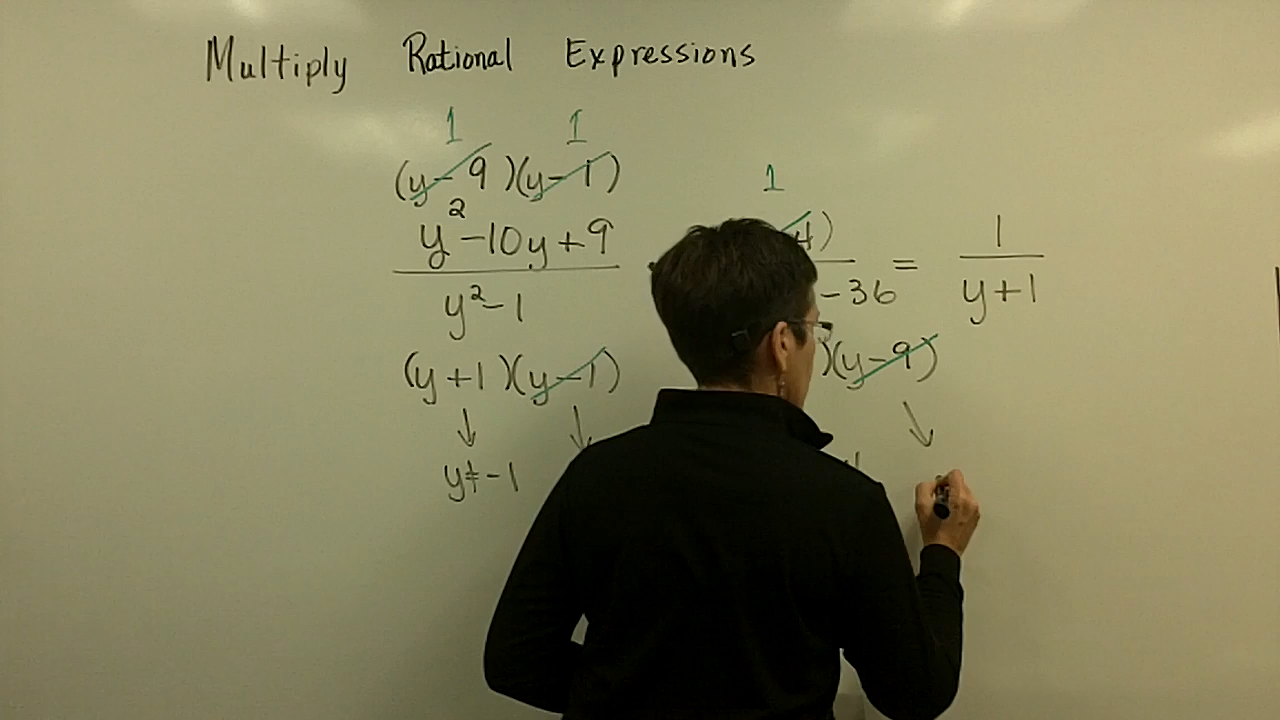 Multiply Rational Expressions
1 1
(y-9)(y-1) 1
y²-10y+9 4) 1
y²-1 -36 = y+1
(y+1)(y-1) )(y-9)
↓ ↓ ↓
y≠-1